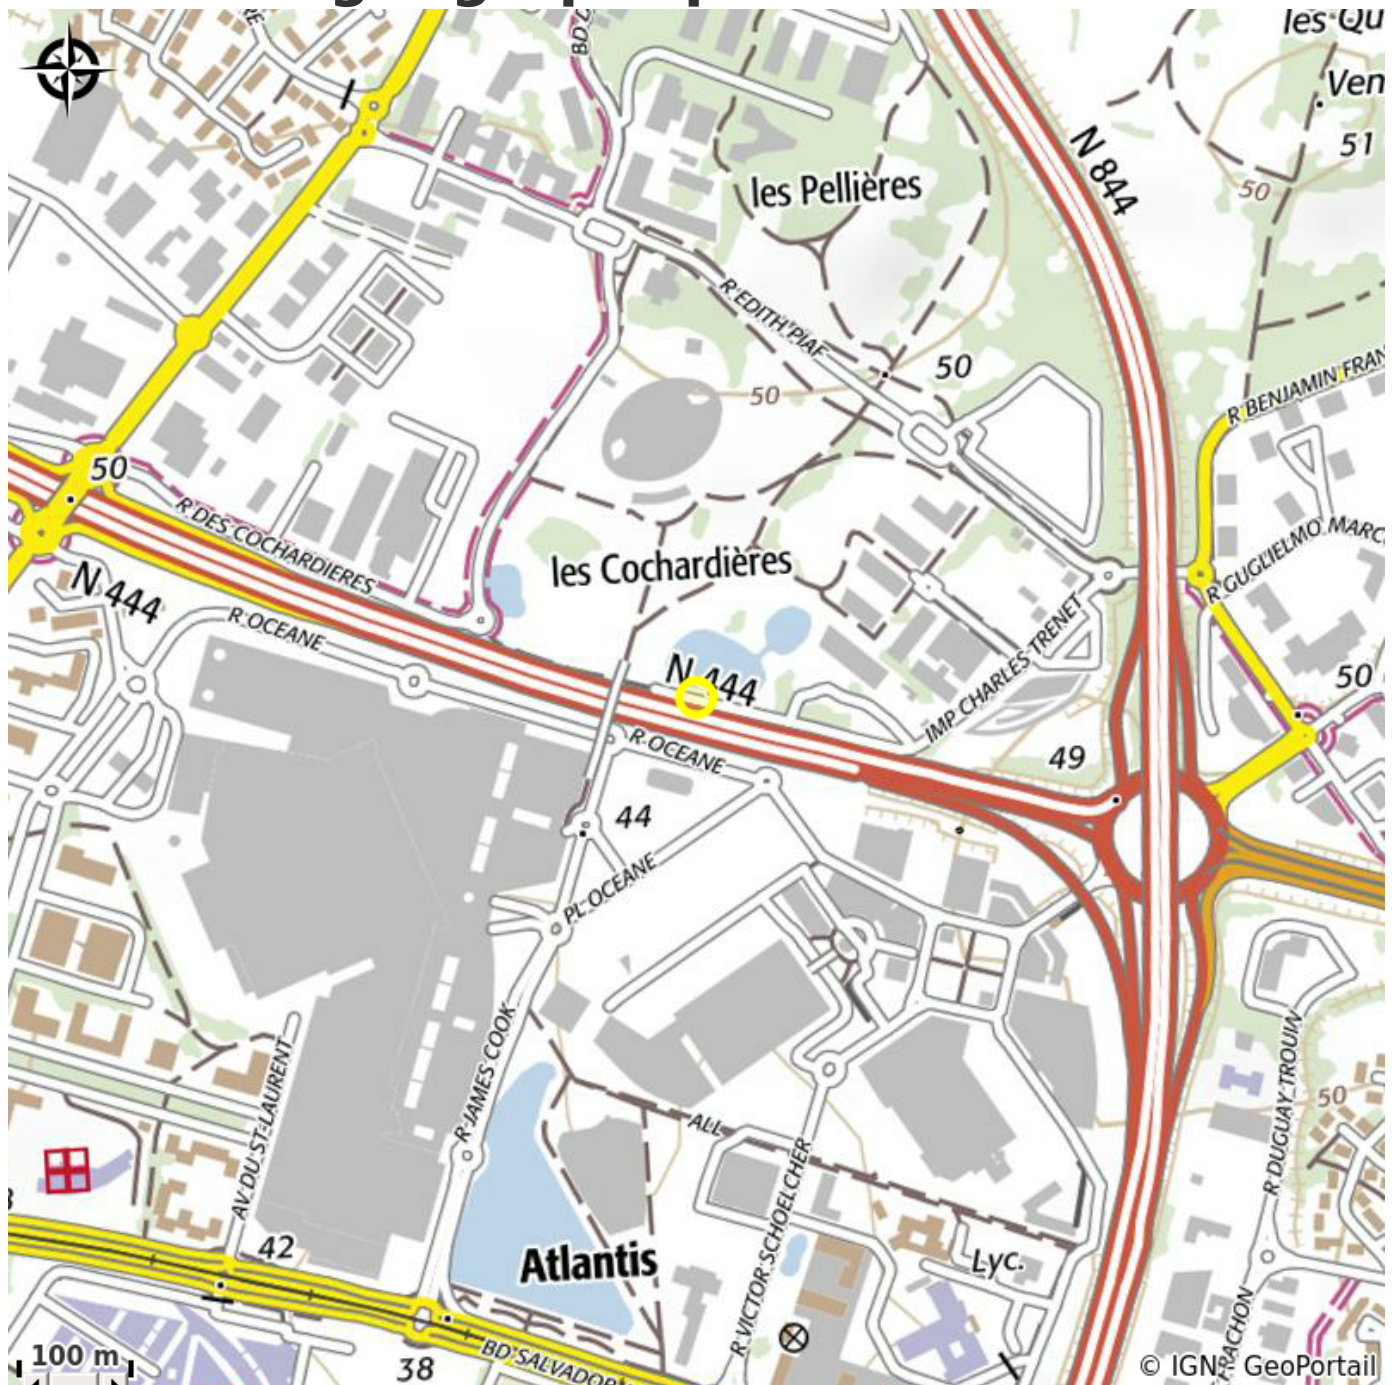 les Qu
Ven
51
50
N 844
les Pellières
R EDITH PIAF
50
50
R BENJAMIN FRAN
50
R DES COCHARDIERES
les Cochardières
R GUGLIELMO MARC
N 444
R OCEANE
N 444
IMP CHARLES TRENET
50
R OCEANE
49
44
PL OCEANE
R JAMES COOK
AV DU ST LAURENT
ALL
R DUGUAY TROUIN
50
R VICTOR SCHOELCHER
42
Atlantis
Lyc.
BD SALVADOR
38
100 m
© IGN - GeoPortail